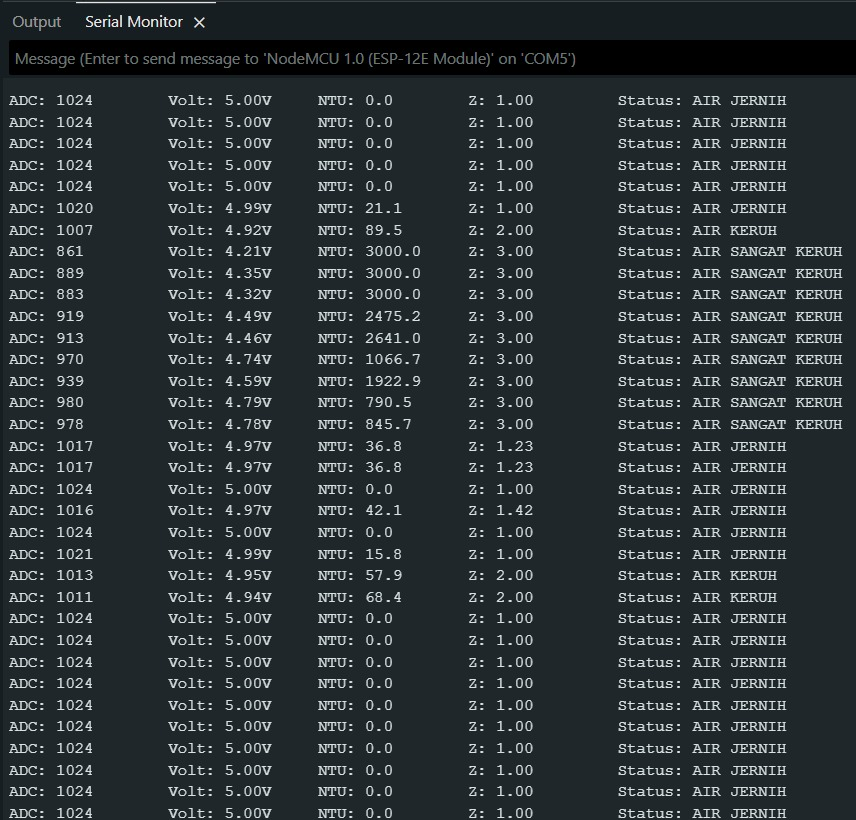 Output Serial Monitor
Message (Enter to send message to 'NodeMCU 1.0 (ESP-12E Module)' on 'COM5')
ADC: 1024 Volt: 5.00V NTU: 0.0 Z: 1.00 Status: AIR JERNIH
ADC: 1024 Volt: 5.00V NTU: 0.0 Z: 1.00 Status: AIR JERNIH
ADC: 1024 Volt: 5.00V NTU: 0.0 Z: 1.00 Status: AIR JERNIH
ADC: 1024 Volt: 5.00V NTU: 0.0 Z: 1.00 Status: AIR JERNIH
ADC: 1024 Volt: 5.00V NTU: 0.0 Z: 1.00 Status: AIR JERNIH
ADC: 1020 Volt: 4.99V NTU: 21.1 Z: 1.00 Status: AIR JERNIH
ADC: 1007 Volt: 4.92V NTU: 89.5 Z: 2.00 Status: AIR KERUH
ADC: 861 Volt: 4.21V NTU: 3000.0 Z: 3.00 Status: AIR SANGAT KERUH
ADC: 889 Volt: 4.35V NTU: 3000.0 Z: 3.00 Status: AIR SANGAT KERUH
ADC: 883 Volt: 4.32V NTU: 3000.0 Z: 3.00 Status: AIR SANGAT KERUH
ADC: 919 Volt: 4.49V NTU: 2475.2 Z: 3.00 Status: AIR SANGAT KERUH
ADC: 913 Volt: 4.46V NTU: 2641.0 Z: 3.00 Status: AIR SANGAT KERUH
ADC: 970 Volt: 4.74V NTU: 1066.7 Z: 3.00 Status: AIR SANGAT KERUH
ADC: 939 Volt: 4.59V NTU: 1922.9 Z: 3.00 Status: AIR SANGAT KERUH
ADC: 980 Volt: 4.79V NTU: 790.5 Z: 3.00 Status: AIR SANGAT KERUH
ADC: 978 Volt: 4.78V NTU: 845.7 Z: 3.00 Status: AIR SANGAT KERUH
ADC: 1017 Volt: 4.97V NTU: 36.8 Z: 1.23 Status: AIR JERNIH
ADC: 1017 Volt: 4.97V NTU: 36.8 Z: 1.23 Status: AIR JERNIH
ADC: 1024 Volt: 5.00V NTU: 0.0 Z: 1.00 Status: AIR JERNIH
ADC: 1016 Volt: 4.97V NTU: 42.1 Z: 1.42 Status: AIR JERNIH
ADC: 1024 Volt: 5.00V NTU: 0.0 Z: 1.00 Status: AIR JERNIH
ADC: 1021 Volt: 4.99V NTU: 15.8 Z: 1.00 Status: AIR JERNIH
ADC: 1013 Volt: 4.95V NTU: 57.9 Z: 2.00 Status: AIR KERUH
ADC: 1011 Volt: 4.94V NTU: 68.4 Z: 2.00 Status: AIR KERUH
ADC: 1024 Volt: 5.00V NTU: 0.0 Z: 1.00 Status: AIR JERNIH
ADC: 1024 Volt: 5.00V NTU: 0.0 Z: 1.00 Status: AIR JERNIH
ADC: 1024 Volt: 5.00V NTU: 0.0 Z: 1.00 Status: AIR JERNIH
ADC: 1024 Volt: 5.00V NTU: 0.0 Z: 1.00 Status: AIR JERNIH
ADC: 1024 Volt: 5.00V NTU: 0.0 Z: 1.00 Status: AIR JERNIH
ADC: 1024 Volt: 5.00V NTU: 0.0 Z: 1.00 Status: AIR JERNIH
ADC: 1024 Volt: 5.00V NTU: 0.0 Z: 1.00 Status: AIR JERNIH
ADC: 1024 Volt: 5.00V NTU: 0.0 Z: 1.00 Status: AIR JERNIH
ADC: 1024 Volt: 5.00V NTU: 0.0 Z: 1.00 Status: AIR JERNIH
ADC: 1024 Volt: 5.00V NTU: 0.0 Z: 1.00 Status: AIR JERNIH